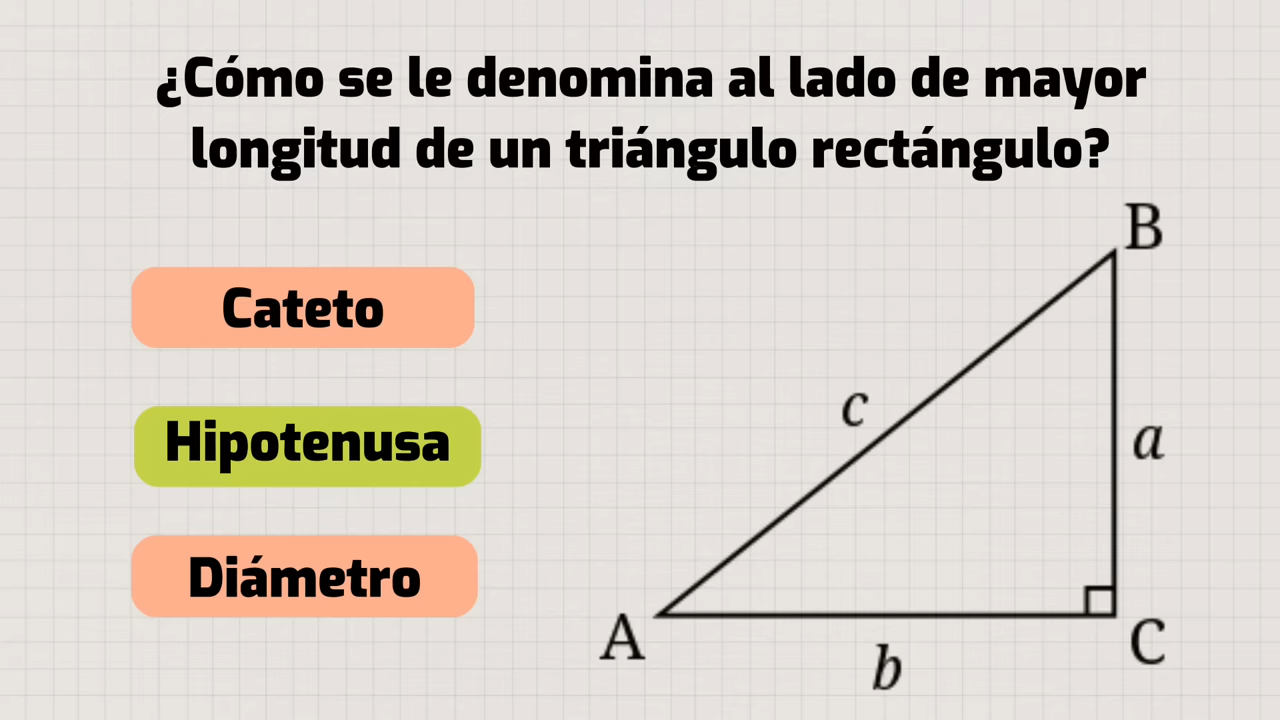 ¿Cómo se le denomina al lado de mayor
longitud de un triángulo rectángulo?
Cateto
Hipotenusa
Diámetro
B
c
a
A
b
C